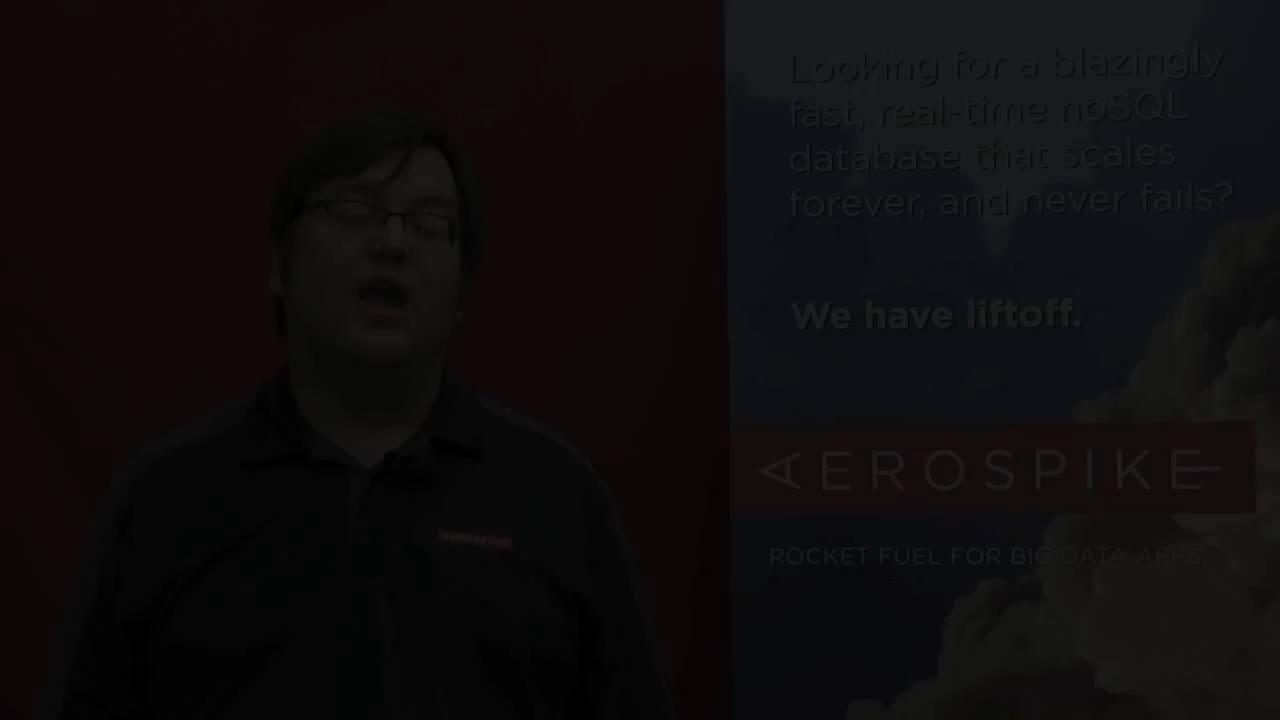 Looking for a blazingly
fast, real-time noSQL
database that scales
forever, and never fails?
We have liftoff.
AEROSPIKE
ROCKET FUEL FOR BIG DATA APPS
AEROSPIKE